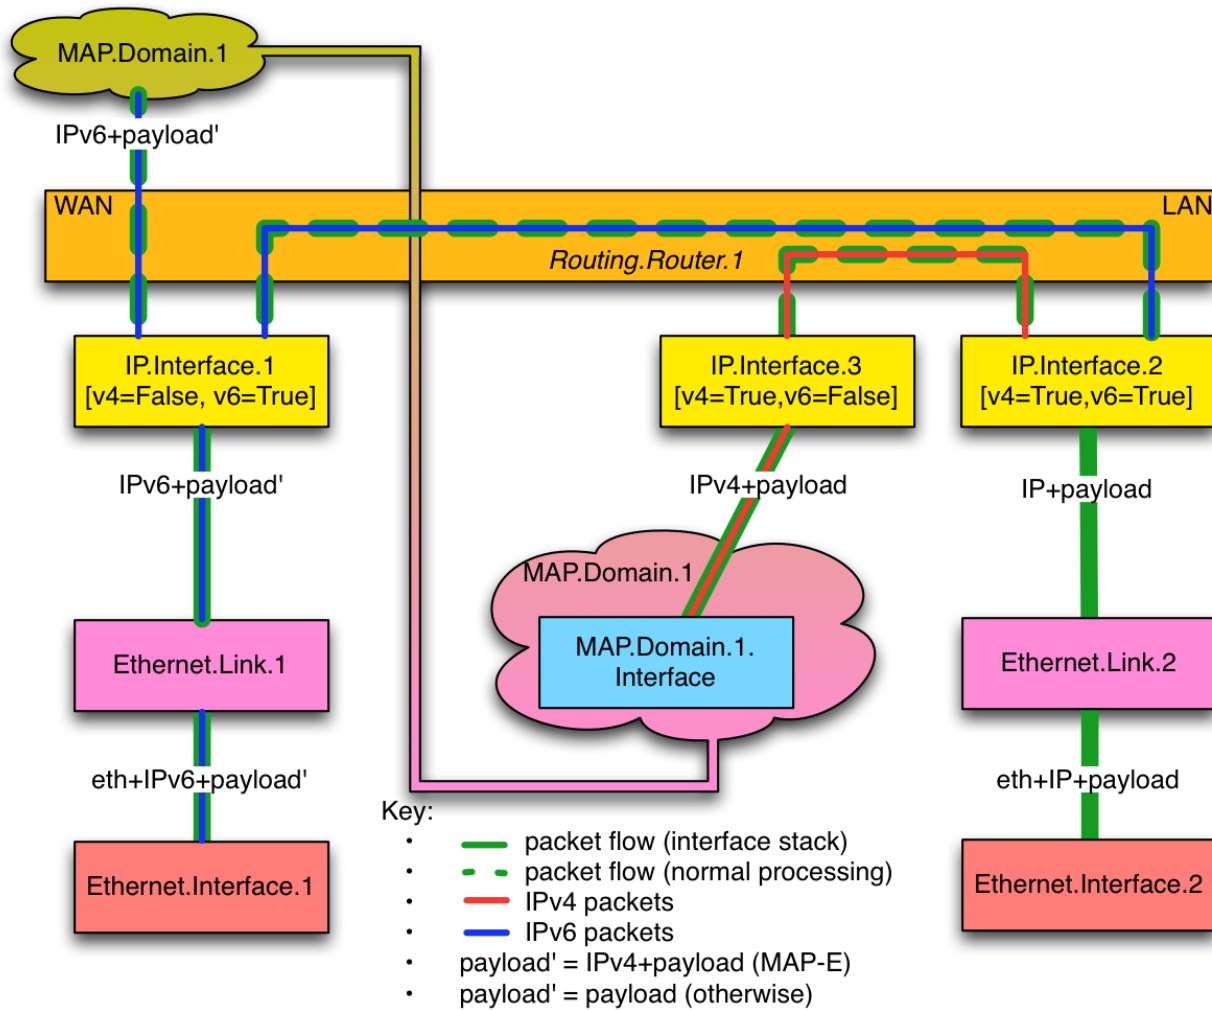 MAP.Domain.1
IPv6+payload'
WAN
LAN
Routing.Router.1
IP.Interface.1
[v4=False, v6=True]
IP.Interface.3
[v4=True,v6=False]
IP.Interface.2
[v4=True,v6=True]
IPv6+payload'
IPv4+payload
IP+payload
MAP.Domain.1
MAP.Domain.1.
Interface
Ethernet.Link.1
Ethernet.Link.2
eth+IPv6+payload'
eth+IP+payload
Key:
• packet flow (interface stack)
• packet flow (normal processing)
• IPv4 packets
• IPv6 packets
• payload' = IPv4+payload (MAP-E)
• payload' = payload (otherwise)
Ethernet.Interface.1
Ethernet.Interface.2